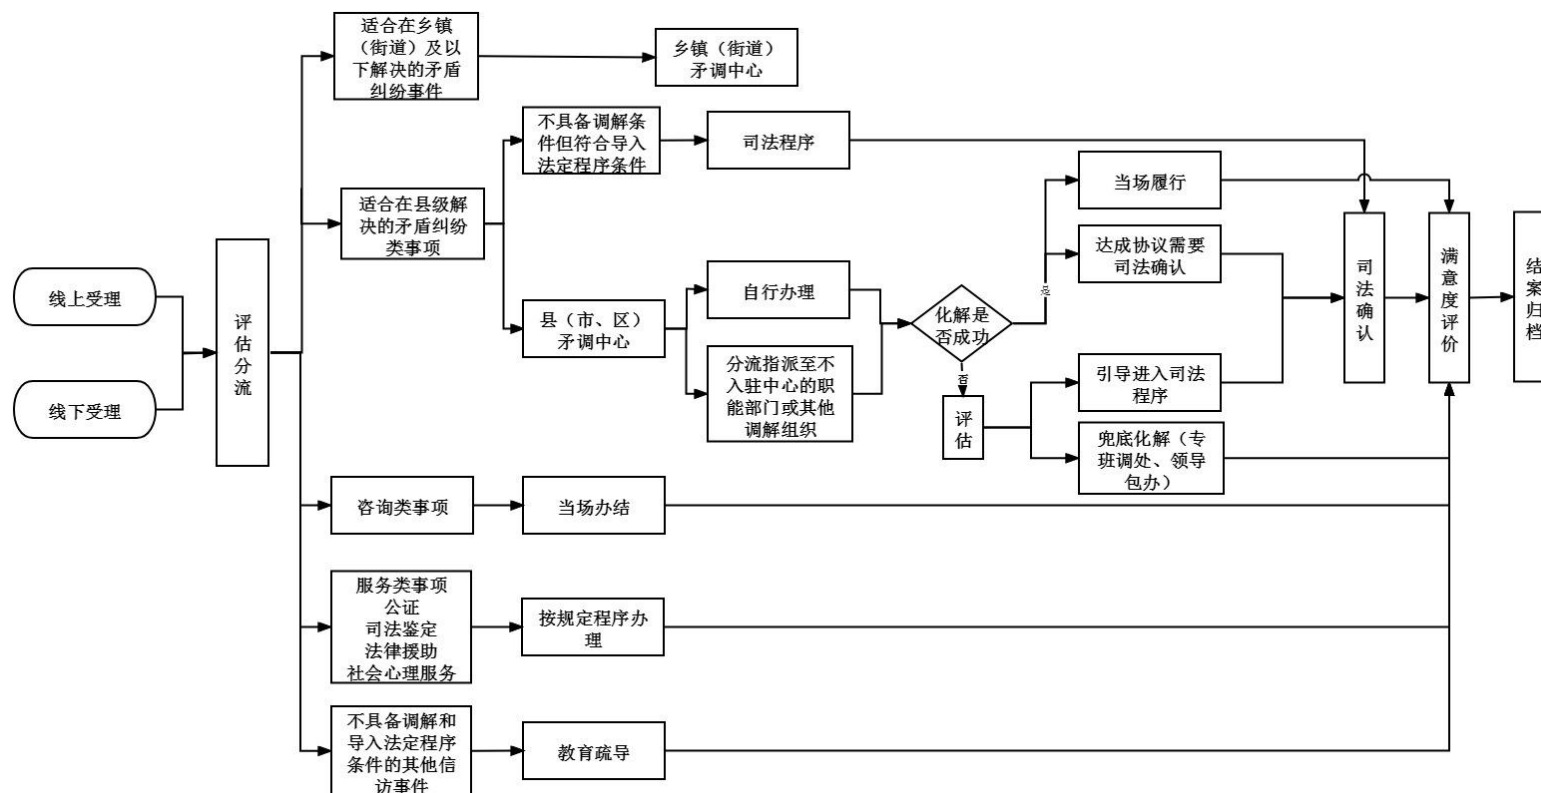 适合在乡镇
（街道）及以
下解决的矛盾
纠纷事件
乡镇（街道）
矛调中心
不具备调解条
件但符合导入
法定程序条件
司法程序
适合在县级解
决的矛盾纠纷
类事项
当场履行
达成协议需要
司法确认
线上受理
线下受理
评估分流
县（市、区）
矛调中心
自行办理
分流指派至不
入驻中心的职
能部门或其他
调解组织
化解是
否成功
是
否
评估
引导进入司法
程序
兜底化解（专
班调处、领导
包办）
司法确认
满意度评价
结案归档
咨询类事项
当场办结
服务类事项
公证
司法鉴定
法律援助
社会心理服务
按规定程序办
理
不具备调解和
导入法定程序
条件的其他信
访事件
教育疏导